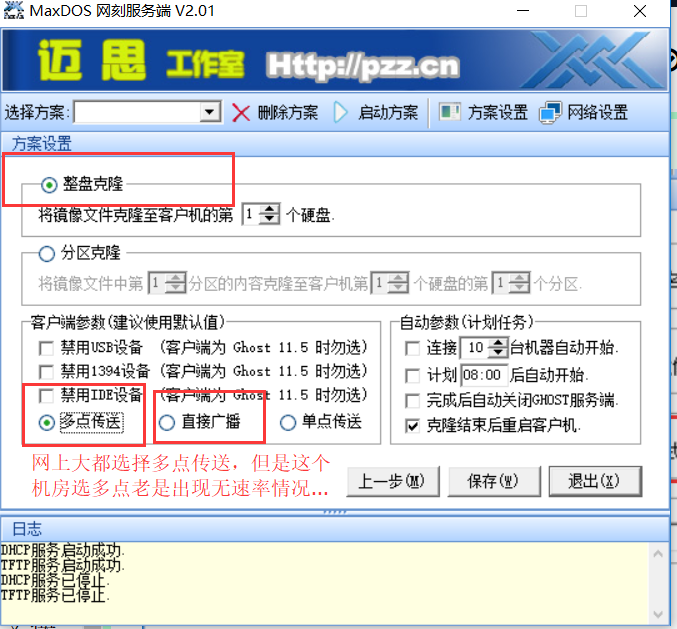 MaxDOS 网刻服务端 V2.01
迈思工作室 Http://pzz.cn
选择方案: 删除方案 启动方案 方案设置 网络设置
方案设置
整盘克隆
将镜像文件克隆至客户机的第 1 个硬盘.
分区克隆
将镜像文件中第 1 分区的内容克隆至客户机第 1 个硬盘的第 1 个分区.
客户端参数(建议使用默认值)
禁用USB设备 (客户端为 Ghost 11.5 时勿选)
禁用1394设备 (客户端为 Ghost 11.5 时勿选)
禁用IDE设备 (客户端为 Ghost 11.5 时勿选)
多点传送 直接广播 单点传送
自动参数(计划任务)
连接 10 台机器自动开始.
计划 08:00 后自动开始.
完成后自动关闭GHOST服务端.
克隆结束后重启客户机.
网上大都选择多点传送，但是这个
机房选多点老是出现无速率情况...
上一步(M) 保存(W) 退出(X)
日志
DHCP服务启动成功.
TFTP服务启动成功.
DHCP服务已停止.
TFTP服务已停止.